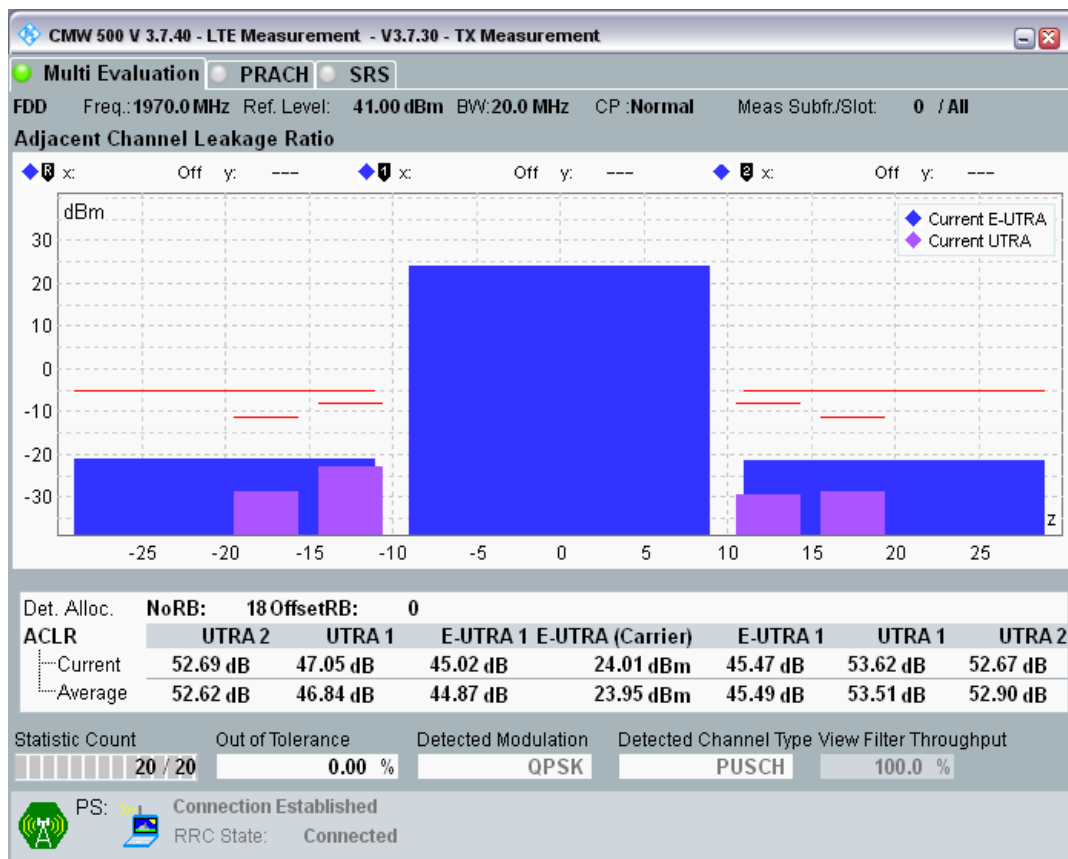 CMW 500 V 3.7.40 - LTE Measurement - V3.7.30 - TX Measurement
Multi Evaluation PRACH SRS
FDD Freq.:1970.0 MHz Ref. Level: 41.00 dBm BW:20.0 MHz CP :Normal Meas Subfr./Slot: 0 / All
Adjacent Channel Leakage Ratio
R x: Off y: --- 1 x: Off y: --- 2 x: Off y: ---
dBm
Current E-UTRA
Current UTRA
30
20
10
0
-10
-20
-30
z
-25 -20 -15 -10 -5 0 5 10 15 20 25
Det. Alloc. NoRB: 18 OffsetRB: 0
ACLR UTRA 2 UTRA 1 E-UTRA 1 E-UTRA (Carrier) E-UTRA 1 UTRA 1 UTRA 2
Current 52.69 dB 47.05 dB 45.02 dB 24.01 dBm 45.47 dB 53.62 dB 52.67 dB
Average 52.62 dB 46.84 dB 44.87 dB 23.95 dBm 45.49 dB 53.51 dB 52.90 dB
Statistic Count Out of Tolerance Detected Modulation Detected Channel Type View Filter Throughput
20 / 20 0.00 % QPSK PUSCH 100.0 %
PS: Connection Established
RRC State: Connected